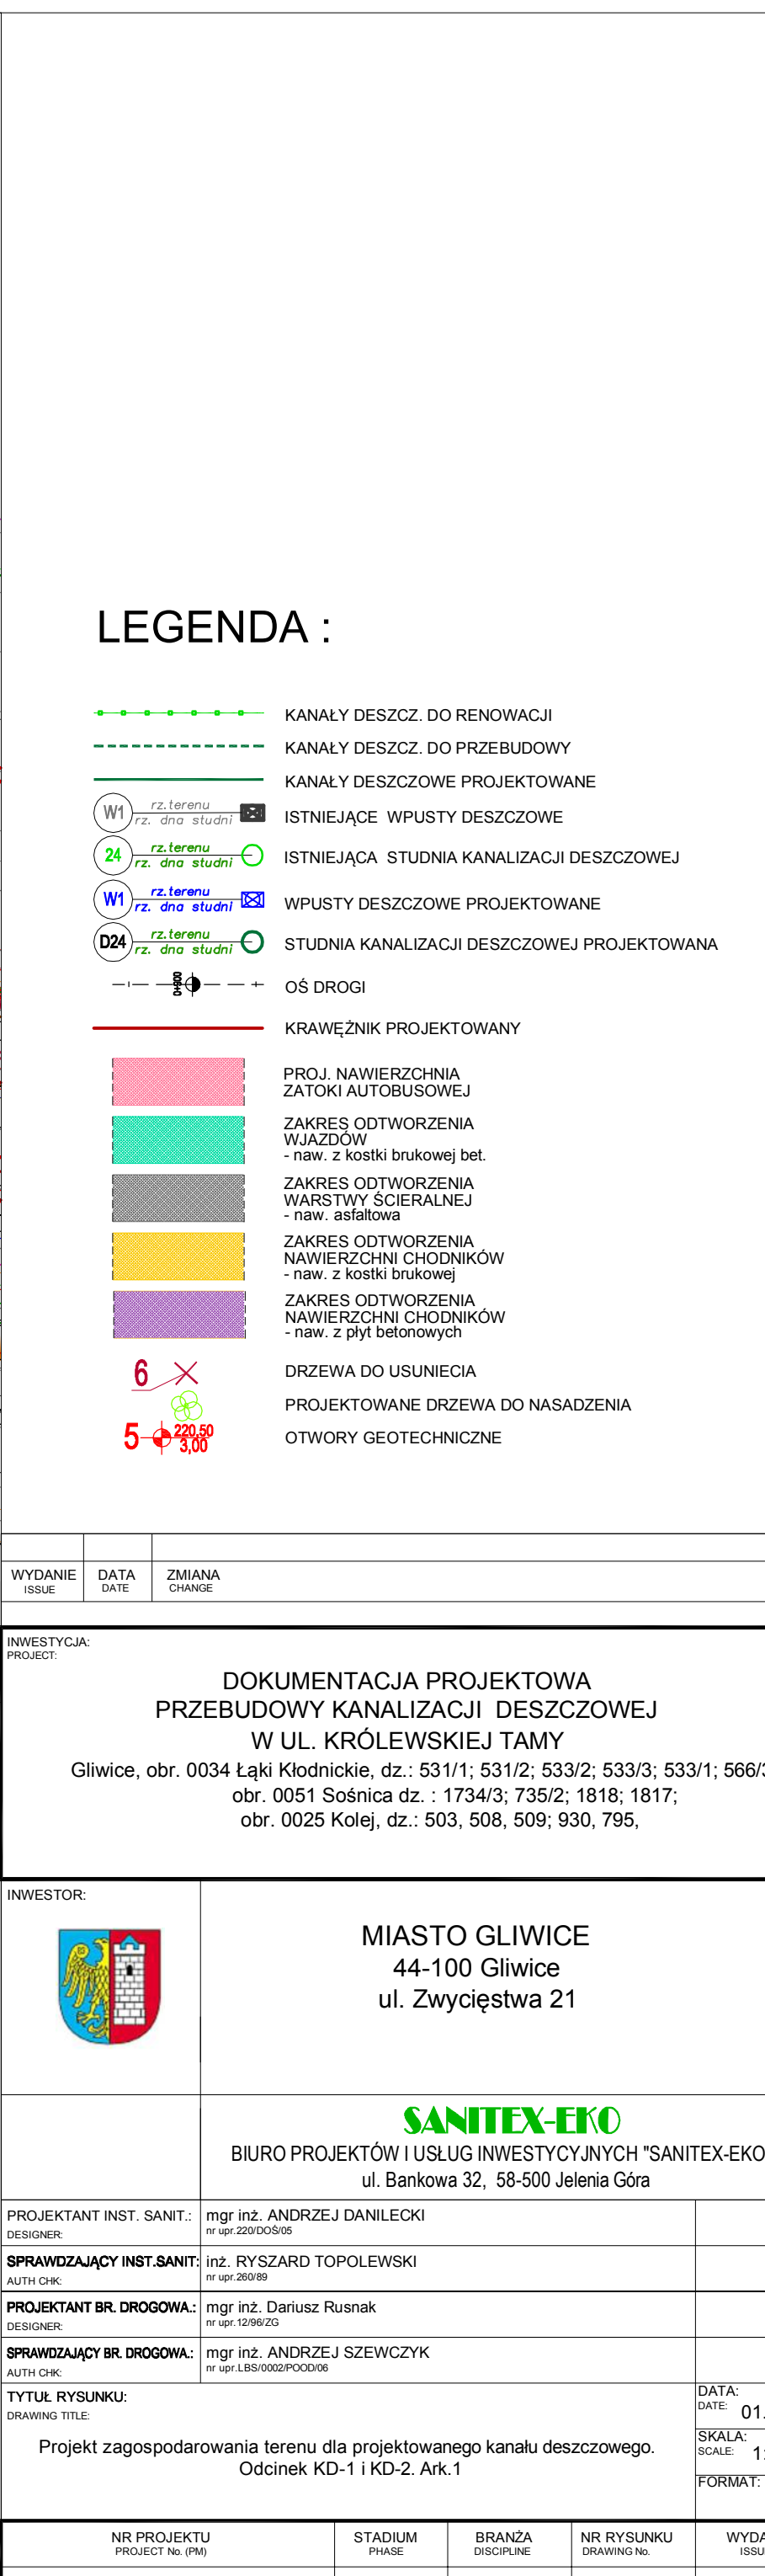 LEGENDA :
KANAŁY DESZCZ. DO RENOWACJI
KANAŁY DESZCZ. DO PRZEBUDOWY
KANAŁY DESZCZOWE PROJEKTOWANE
W1 rz.terenu
rz. dna studni
ISTNIEJĄCE WPUSTY DESZCZOWE
24 rz.terenu
rz. dna studni
ISTNIEJĄCA STUDNIA KANALIZACJI DESZCZOWEJ
W1 rz.terenu
rz. dna studni
WPUSTY DESZCZOWE PROJEKTOWANE
D24 rz.terenu
rz. dna studni
STUDNIA KANALIZACJI DESZCZOWEJ PROJEKTOWANA
OŚ DROGI
KRAWĘŻNIK PROJEKTOWANY
PROJ. NAWIERZCHNIA
ZATOKI AUTOBUSOWEJ
ZAKRES ODTWORZENIA
WJAZDÓW
- naw. z kostki brukowej bet.
ZAKRES ODTWORZENIA
WARSTWY ŚCIERALNEJ
- naw. asfaltowa
ZAKRES ODTWORZENIA
NAWIERZCHNI CHODNIKÓW
- naw. z kostki brukowej
ZAKRES ODTWORZENIA
NAWIERZCHNI CHODNIKÓW
- naw. z płyt betonowych
6 DRZEWA DO USUNIECIA
PROJEKTOWANE DRZEWA DO NASADZENIA
5 220,50
3,00
OTWORY GEOTECHNICZNE
WYDANIE DATA ZMIANA
ISSUE DATE CHANGE
INWESTYCJA:
PROJECT:
DOKUMENTACJA PROJEKTOWA
PRZEBUDOWY KANALIZACJI DESZCZOWEJ
W UL. KRÓLEWSKIEJ TAMY
Gliwice, obr. 0034 Łąki Kłodnickie, dz.: 531/1; 531/2; 533/2; 533/3; 533/1; 566/3
obr. 0051 Sośnica dz. : 1734/3; 735/2; 1818; 1817;
obr. 0025 Kolej, dz.: 503, 508, 509; 930, 795,
INWESTOR:
MIASTO GLIWICE
44-100 Gliwice
ul. Zwycięstwa 21
SANITEX-EKO
BIURO PROJEKTÓW I USŁUG INWESTYCYJNYCH "SANITEX-EKO
ul. Bankowa 32, 58-500 Jelenia Góra
PROJEKTANT INST. SANIT.: mgr inż. ANDRZEJ DANILECKI
DESIGNER: nr upr.220/DOŚ/05
SPRAWDZAJĄCY INST.SANIT: inż. RYSZARD TOPOLEWSKI
AUTH CHK: nr upr.260/89
PROJEKTANT BR. DROGOWA.: mgr inż. Dariusz Rusnak
DESIGNER: nr upr.12/96/ZG
SPRAWDZAJĄCY BR. DROGOWA.: mgr inż. ANDRZEJ SZEWCZYK
AUTH CHK: nr upr.LBS/0002/POOD/06
TYTUŁ RYSUNKU:
DRAWING TITLE:
Projekt zagospodarowania terenu dla projektowanego kanału deszczowego.
Odcinek KD-1 i KD-2. Ark.1
DATA:
DATE: 01.
SKALA:
SCALE: 1:
FORMAT:
NR PROJEKTU STADIUM BRANŻA NR RYSUNKU WYDA
PROJECT No. (PM) PHASE DISCIPLINE DRAWING No. ISSU